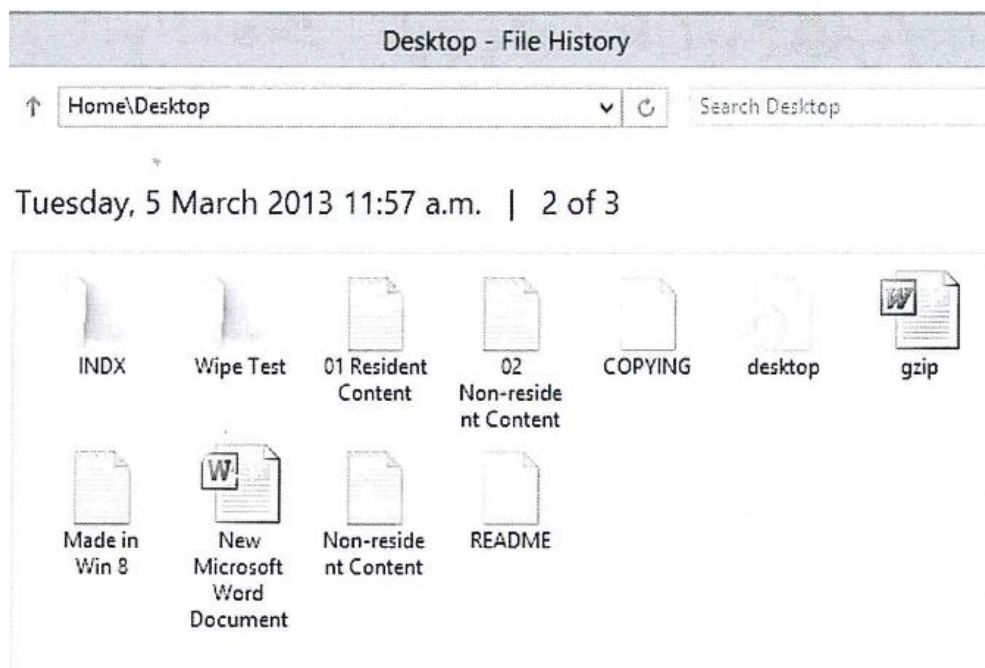 Desktop - File History
Home\Desktop
Search Desktop
Tuesday, 5 March 2013 11:57 a.m. | 2 of 3
INDX
Wipe Test
01 Resident
Content
02
Non-reside
nt Content
COPYING
desktop
gzip
Made in
Win 8
New
Microsoft
Word
Document
Non-reside
nt Content
README